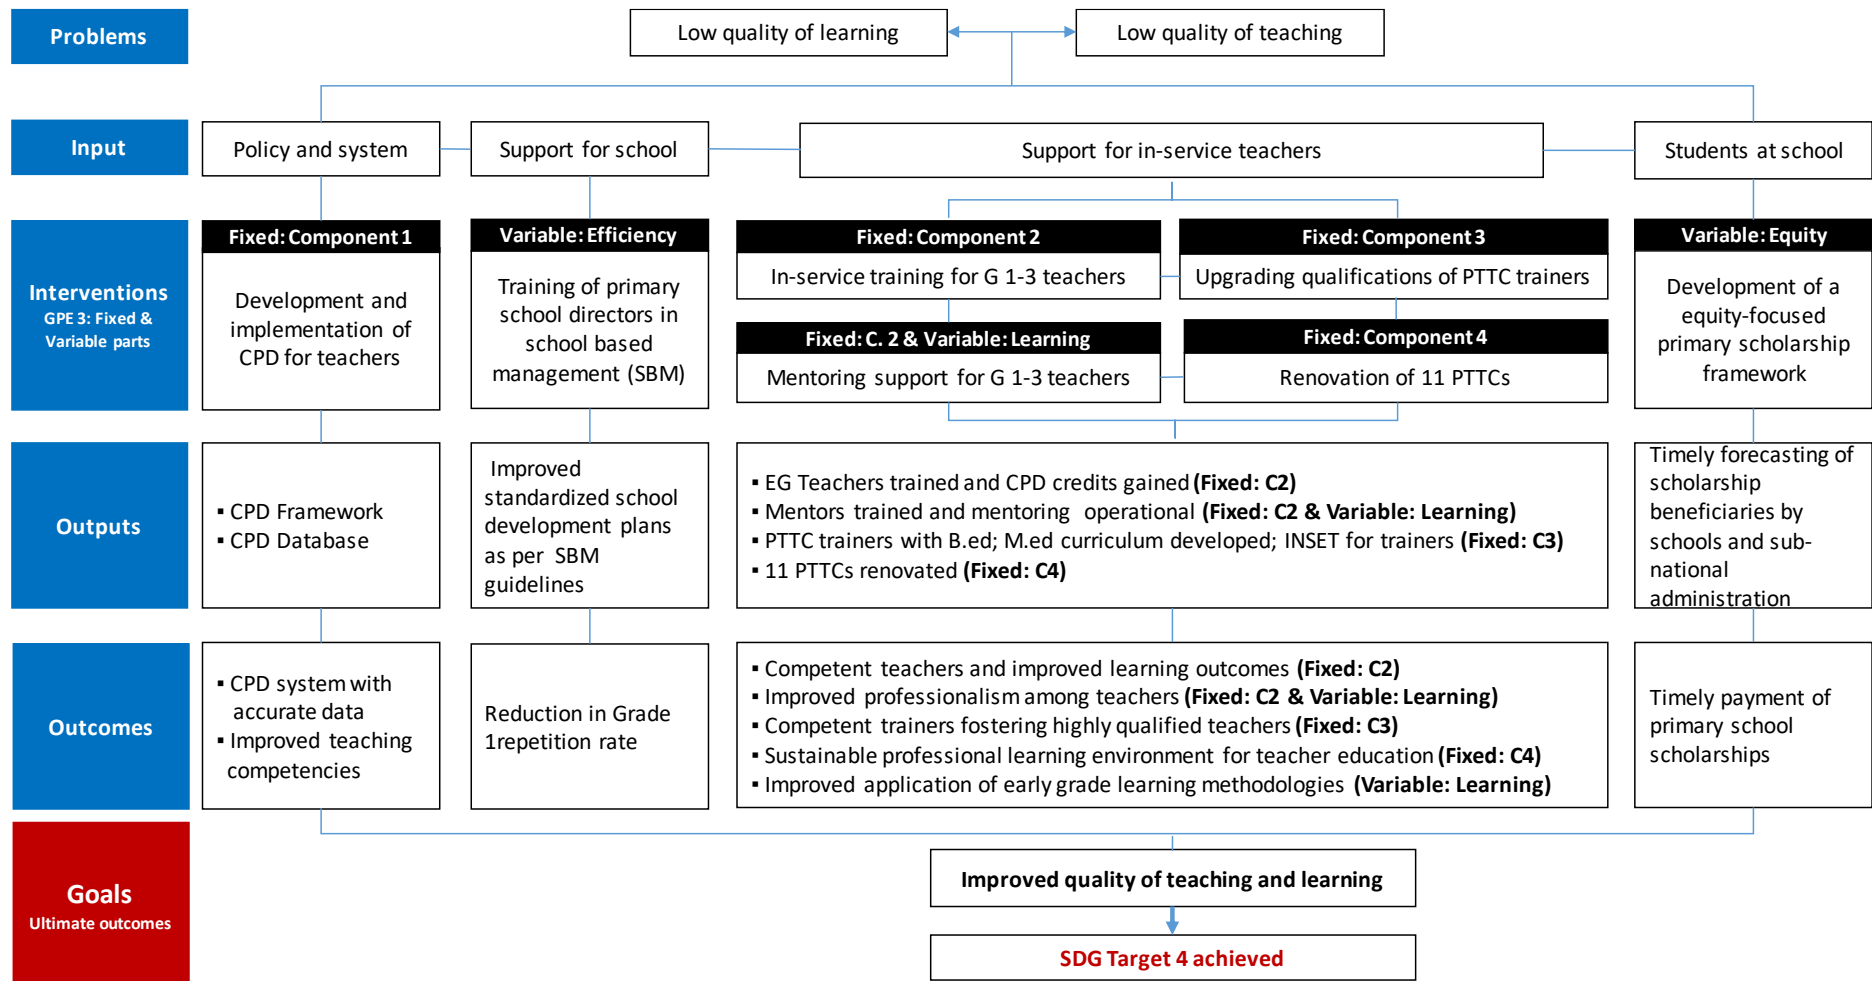 Problems
Low quality of learning
Low quality of teaching
Input
Policy and system
Support for school
Support for in-service teachers
Students at school
Interventions
GPE 3: Fixed &
Variable parts
Fixed: Component 1
Development and
implementation of
CPD for teachers
Variable: Efficiency
Training of primary
school directors in
school based
management (SBM)
Fixed: Component 2
In-service training for G 1-3 teachers
Fixed: Component 3
Upgrading qualifications of PTTC trainers
Fixed: C. 2 & Variable: Learning
Mentoring support for G 1-3 teachers
Fixed: Component 4
Renovation of 11 PTTCs
Variable: Equity
Development of a
equity-focused
primary scholarship
framework
Outputs
▪ CPD Framework
▪ CPD Database
Improved
standardized school
development plans
as per SBM
guidelines
▪ EG Teachers trained and CPD credits gained (Fixed: C2)
▪ Mentors trained and mentoring operational (Fixed: C2 & Variable: Learning)
▪ PTTC trainers with B.ed; M.ed curriculum developed; INSET for trainers (Fixed: C3)
▪ 11 PTTCs renovated (Fixed: C4)
Timely forecasting of
scholarship
beneficiaries by
schools and sub-
national
administration
Outcomes
▪ CPD system with
accurate data
▪ Improved teaching
competencies
Reduction in Grade
1repetition rate
▪ Competent teachers and improved learning outcomes (Fixed: C2)
▪ Improved professionalism among teachers (Fixed: C2 & Variable: Learning)
▪ Competent trainers fostering highly qualified teachers (Fixed: C3)
▪ Sustainable professional learning environment for teacher education (Fixed: C4)
▪ Improved application of early grade learning methodologies (Variable: Learning)
Timely payment of
primary school
scholarships
Goals
Ultimate outcomes
Improved quality of teaching and learning
SDG Target 4 achieved